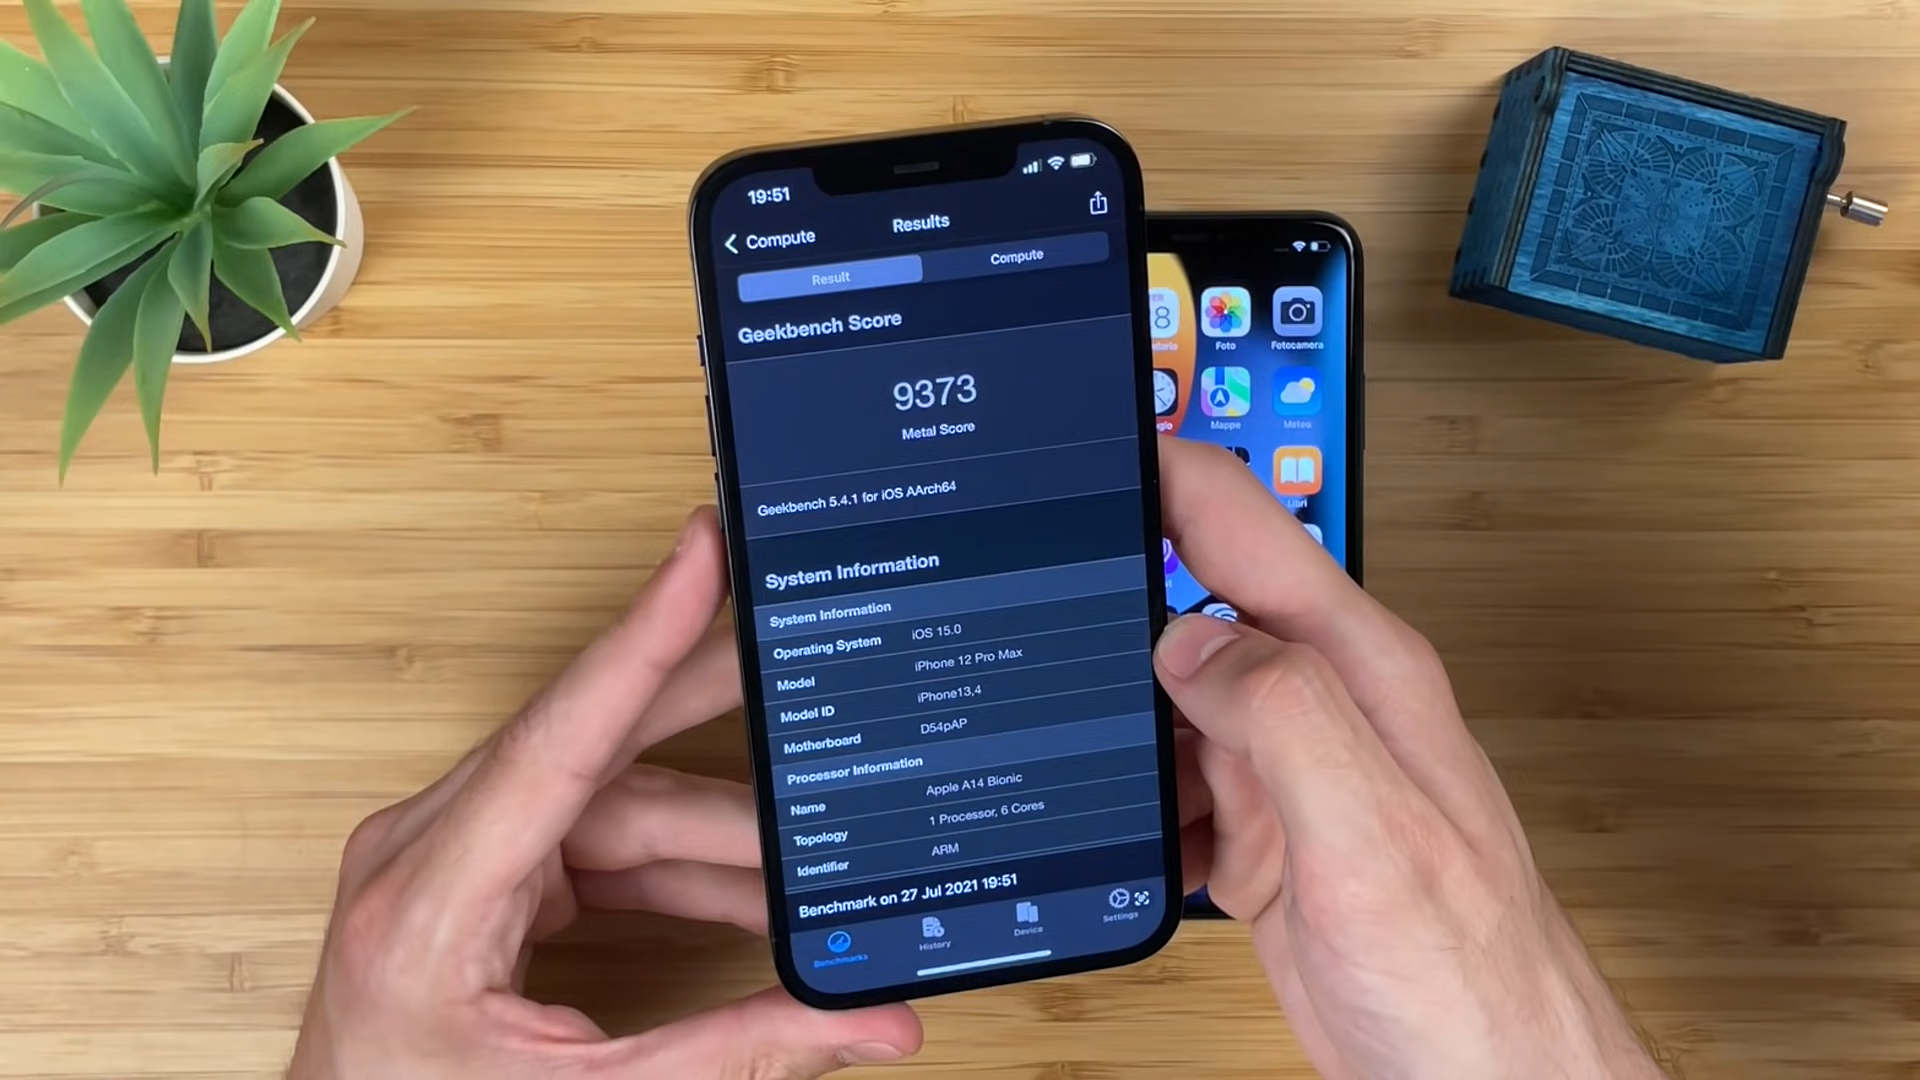 19:51
Compute
Results
Result
Compute
Geekbench Score
9373
Metal Score
Geekbench 5.4.1 for iOS AArch64
System Information
System Information
Operating System iOS 15.0
Model iPhone 12 Pro Max
Model ID iPhone13,4
Motherboard D54pAP
Processor Information
Name Apple A14 Bionic
Topology 1 Processor, 6 Cores
Identifier ARM
Benchmark on 27 Jul 2021 19:51
Benchmarks
History
Device
Settings
8
Foto
Fotocamera
Mappe
Meteo
Libri